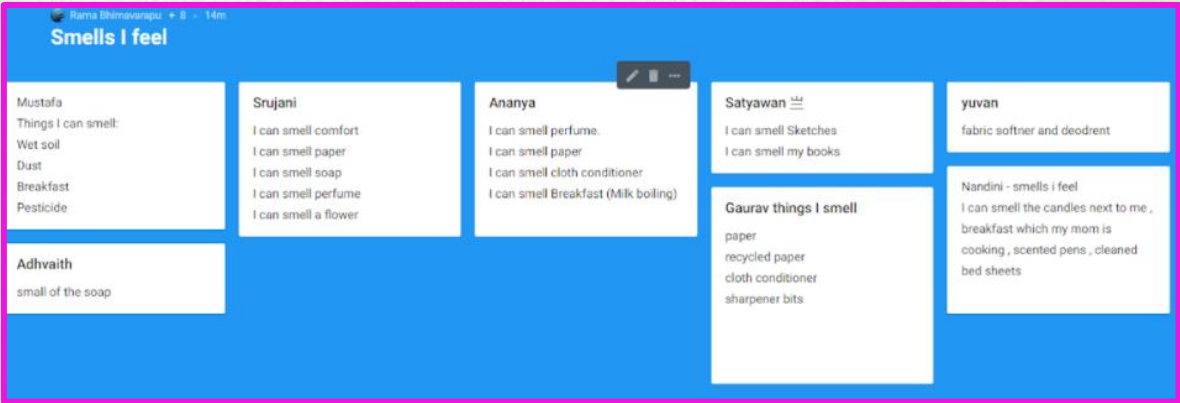 Rama Bhimavarapu + 8 • 14m
Smells I feel
Mustafa
Things I can smell:
Wet soil
Dust
Breakfast
Pesticide
Adhvaith
small of the soap
Srujani
I can smell comfort
I can smell paper
I can smell soap
I can smell perfume
I can smell a flower
Ananya
I can smell perfume.
I can smell paper
I can smell cloth conditioner
I can smell Breakfast (Milk boiling)
Satyawan
I can smell Sketches
I can smell my books
Gaurav things I smell
paper
recycled paper
cloth conditioner
sharpener bits
yuvan
fabric softner and deodrent
Nandini - smells i feel
I can smell the candles next to me ,
breakfast which my mom is
cooking , scented pens , cleaned
bed sheets